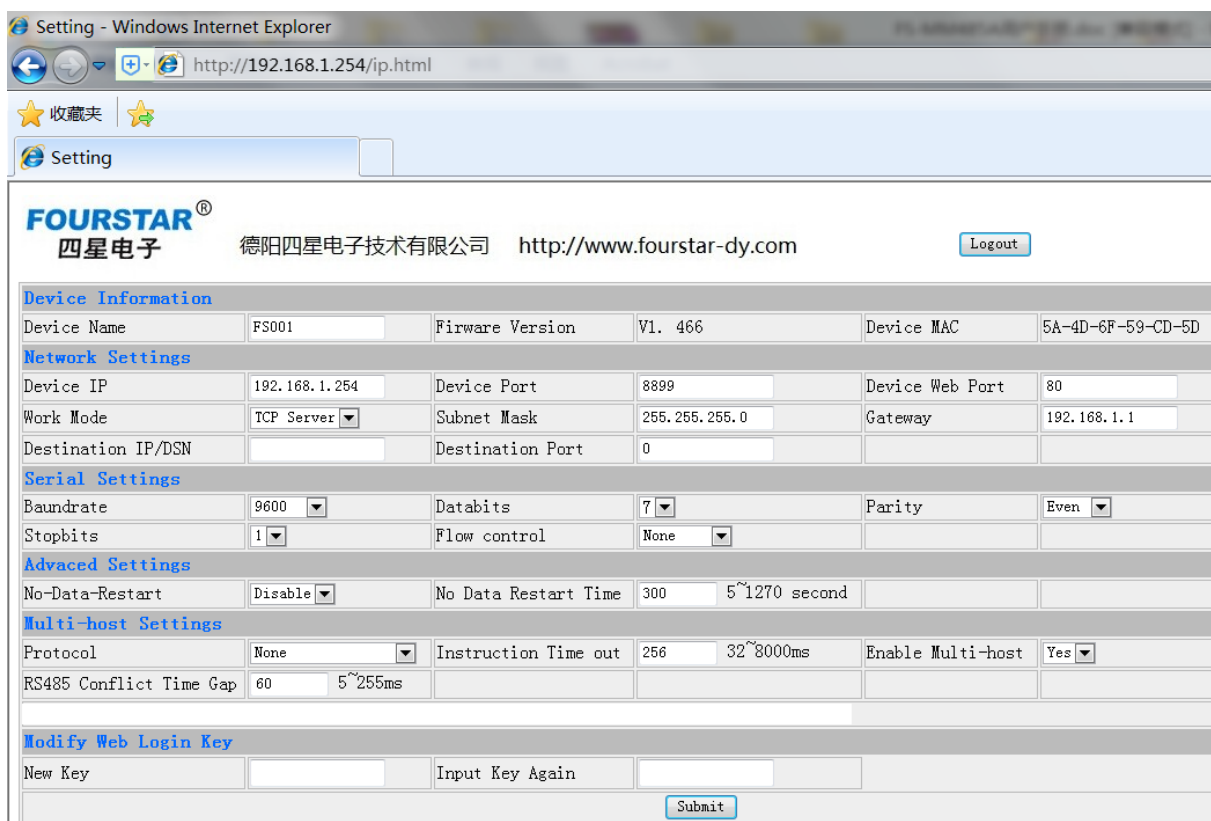 Setting - Windows Internet Explorer
http://192.168.1.254/ip.html
收藏夹
Setting
FOURSTAR®
四星电子
德阳四星电子技术有限公司 http://www.fourstar-dy.com Logout
Device Information
Device Name FS001 Firware Version V1. 466 Device MAC 5A-4D-6F-59-CD-5D
Network Settings
Device IP 192.168.1.254 Device Port 8899 Device Web Port 80
Work Mode TCP Server Subnet Mask 255.255.255.0 Gateway 192.168.1.1
Destination IP/DSN Destination Port 0
Serial Settings
Baundrate 9600 Databits 7 Parity Even
Stopbits 1 Flow control None
Advaced Settings
No-Data-Restart Disable No Data Restart Time 300 5~1270 second
Multi-host Settings
Protocol None Instruction Time out 256 32~8000ms Enable Multi-host Yes
RS485 Conflict Time Gap 60 5~255ms
Modify Web Login Key
New Key Input Key Again
Submit